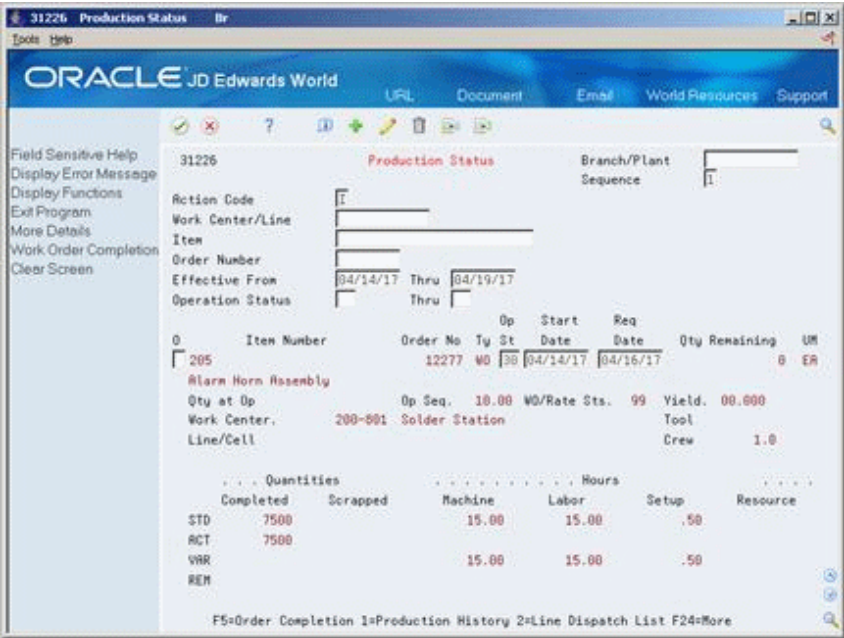 31226 Production Status Br
Tools Help
ORACLE JD Edwards World
URL Document Email World Resources Support
Field Sensitive Help
Display Error Message
Display Functions
Exit Program
More Details
Work Order Completion
Clear Screen
31226 Production Status Branch/Plant
Sequence 1
Action Code I
Work Center/Line
Item
Order Number
Effective From 04/14/17 Thru 04/19/17
Operation Status Thru
Op Start Req
O Item Number Order No Ty St Date Date Qty Remaining UM
205 12277 WO 30 04/14/17 04/16/17 0 EA
Alarm Horn Assembly
Qty at Op Op Seq. 10.00 WO/Rate Sts. 99 Yield. 00.000
Work Center. 200-801 Solder Station Tool
Line/Cell Crew 1.0
. . . Quantities . . . . . . . . . . . Hours . . . . .
Completed Scrapped Machine Labor Setup Resource
STD 7500 15.00 15.00 .50
ACT 7500
VAR 15.00 15.00 .50
REM
F5=Order Completion 1=Production History 2=Line Dispatch List F24=More